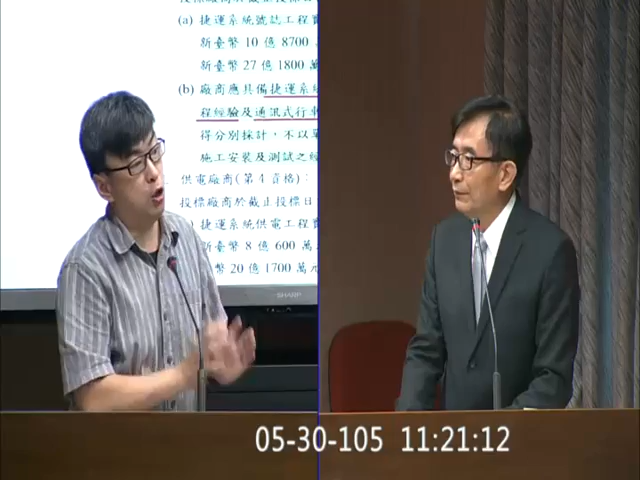 (a) 捷運系統號誌工程實
新臺幣 10 億 8700
新臺幣 27 億 1800 萬
(b) 廠商應具備捷運系統
程經驗及通訊式行車
得分別採計，不以單
施工安裝及測試之經
供電廠商(第4資格)：
投標廠商於截止投標日
捷運系統供電工程實
新臺幣 8 億 600 萬
幣 20 億 1700 萬元
SHARP
05-30-105 11:21:12